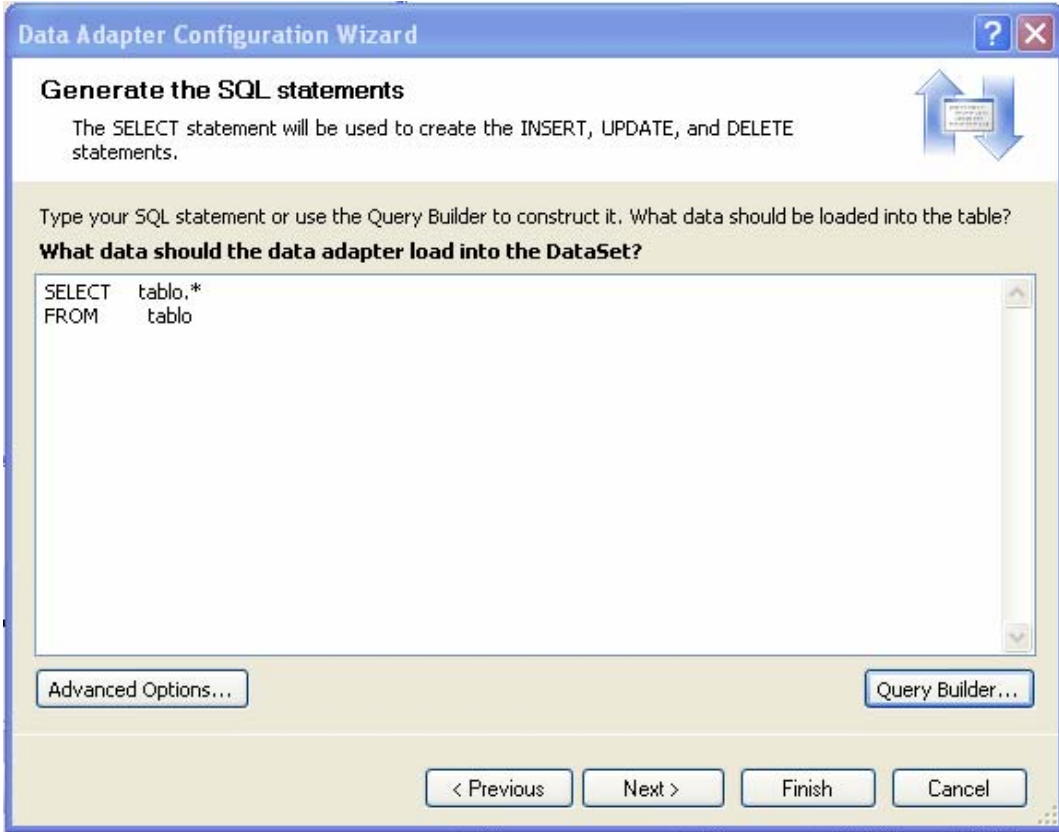 Data Adapter Configuration Wizard
Generate the SQL statements
The SELECT statement will be used to create the INSERT, UPDATE, and DELETE
statements.
Type your SQL statement or use the Query Builder to construct it. What data should be loaded into the table?
What data should the data adapter load into the DataSet?
SELECT tablo.*
FROM tablo
Advanced Options...
Query Builder...
< Previous
Next >
Finish
Cancel